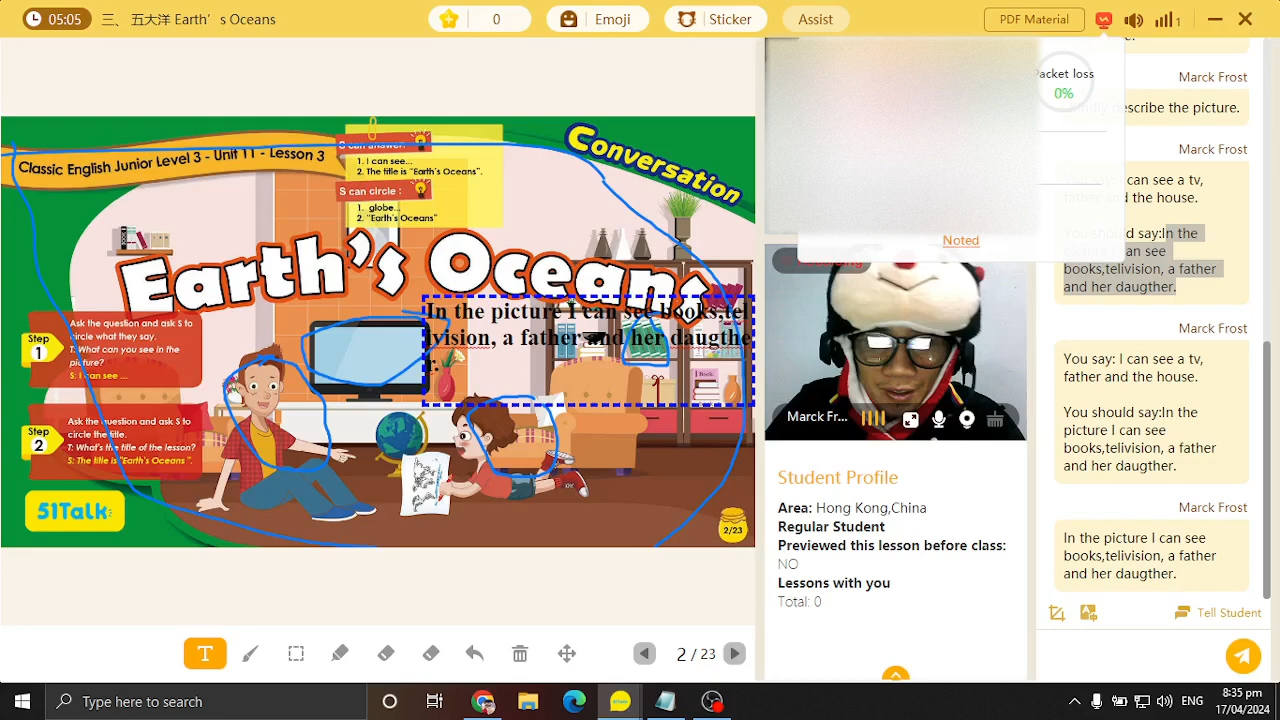 05:05 三、五大洋 Earth’s Oceans
0
Emoji
Sticker
Assist
PDF Material
1
Classic English Junior Level 3 - Unit 11 - Lesson 3
S can answer:
1. I can see...
2. The title is "Earth's Oceans".
S can circle :
1. globe...
2. "Earth's Oceans"
Conversation
Earth's Oceans
In the picture I can see books,tel
ivision, a father and her daugthe
r.
Step
1
Ask the question and ask S to
circle what they say.
T: What can you see in the
picture?
S: I can see ...
Step
2
Ask the question and ask S to
circle the title.
T: What's the title of the lesson?
S: The title is "Earth's Oceans ".
Book
51Talk
2/23
2 / 23
Packet loss
0%
Noted
Marck Fr...
Student Profile
Area: Hong Kong,China
Regular Student
Previewed this lesson before class:
NO
Lessons with you
Total: 0
Marck Frost
describe the picture.
Marck Frost
can see a tv,
father and the house.
You should say:In the
picture I can see
books,telivision, a father
and her daugther.
Marck Frost
You say: I can see a tv,
father and the house.
You should say:In the
picture I can see
books,telivision, a father
and her daugther.
Marck Frost
In the picture I can see
books,telivision, a father
and her daugther.
Tell Student
Type here to search
ENG
8:35 pm
17/04/2024